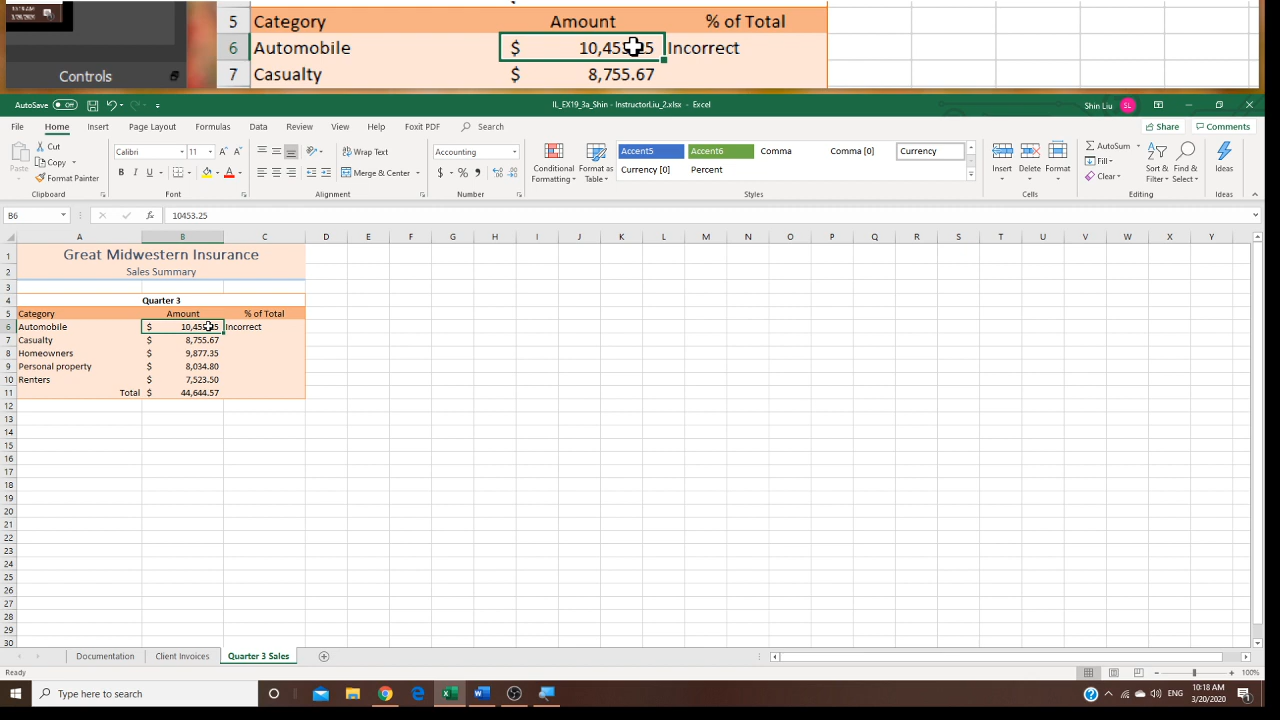 10:18 AM
3/20/2020
Controls
5 Category Amount % of Total
6 Automobile $ Incorrect
7 Casualty $ 8,755.67
AutoSave Off
IL_EX19_3a_Shin - InstructorLiu_2.xlsx - Excel
Shin Liu SL
File Home Insert Page Layout Formulas Data Review View Help Foxit PDF Search Share Comments
Paste Cut Copy Format Painter
Calibri 11
B I U
Wrap Text
Merge & Center
Accounting
$ % ,
Conditional Formatting Format as Table
Accent5 Accent6 Comma Comma [0] Currency
Currency [0] Percent
Insert Delete Format
AutoSum Fill Clear
Sort & Filter Find & Select
Ideas
Clipboard Font Alignment Number Styles Cells Editing Ideas
B6 fx 10453.25
A B C D E F G H I J K L M N O P Q R S T U V W X Y
1 Great Midwestern Insurance
2 Sales Summary
3
4 Quarter 3
5 Category Amount % of Total
6 Automobile $ Incorrect
7 Casualty $ 8,755.67
8 Homeowners $ 9,877.35
9 Personal property $ 8,034.80
10 Renters $ 7,523.50
11 Total $ 44,644.57
12
13
14
15
16
17
18
19
20
21
22
23
24
25
26
27
28
29
30
Documentation Client Invoices Quarter 3 Sales
Ready 100%
Type here to search
ENG
10:18 AM
3/20/2020